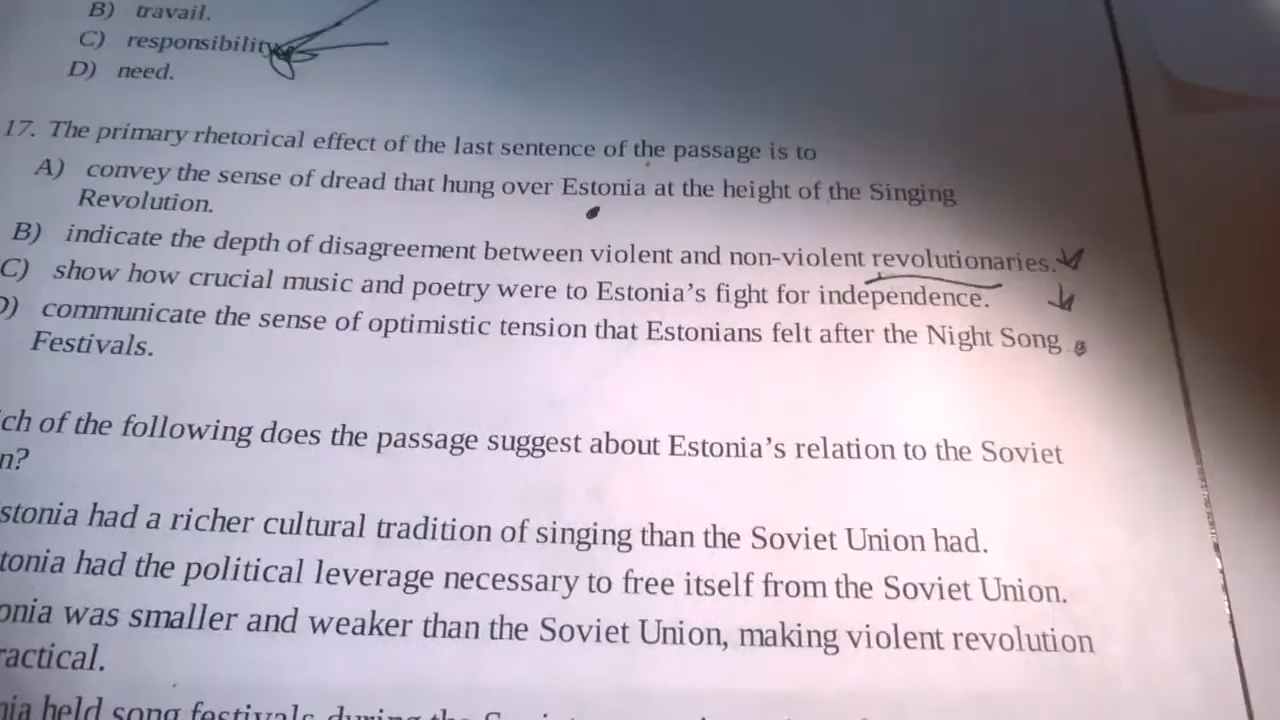 B) travail.
C) responsibility
D) need.
17. The primary rhetorical effect of the last sentence of the passage is to
A) convey the sense of dread that hung over Estonia at the height of the Singing
Revolution.
B) indicate the depth of disagreement between violent and non-violent revolutionaries.
C) show how crucial music and poetry were to Estonia's fight for independence.
) communicate the sense of optimistic tension that Estonians felt after the Night Song
Festivals.
ch of the following does the passage suggest about Estonia's relation to the Soviet
n?
stonia had a richer cultural tradition of singing than the Soviet Union had.
tonia had the political leverage necessary to free itself from the Soviet Union.
onia was smaller and weaker than the Soviet Union, making violent revolution
ractical.
nia held song festivals during the